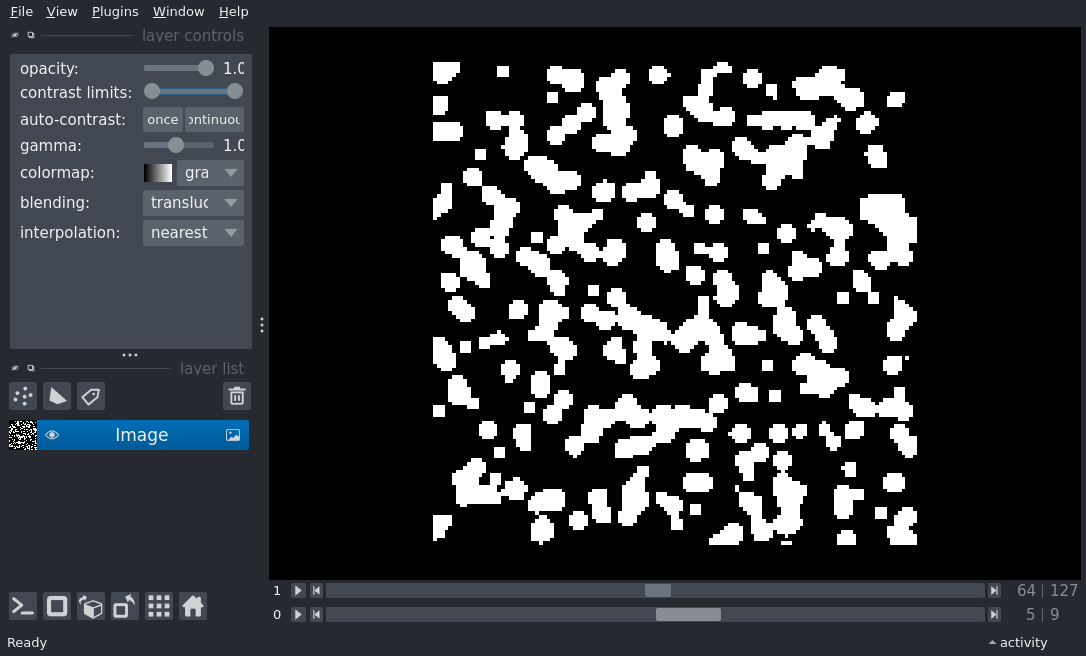 File View Plugins Window Help
layer controls
opacity: 1.0
contrast limits:
auto-contrast: once ontinuou
gamma: 1.0
colormap: gra
blending: transluc
interpolation: nearest
layer list
Image
1 64 | 127
0 5 | 9
Ready activity